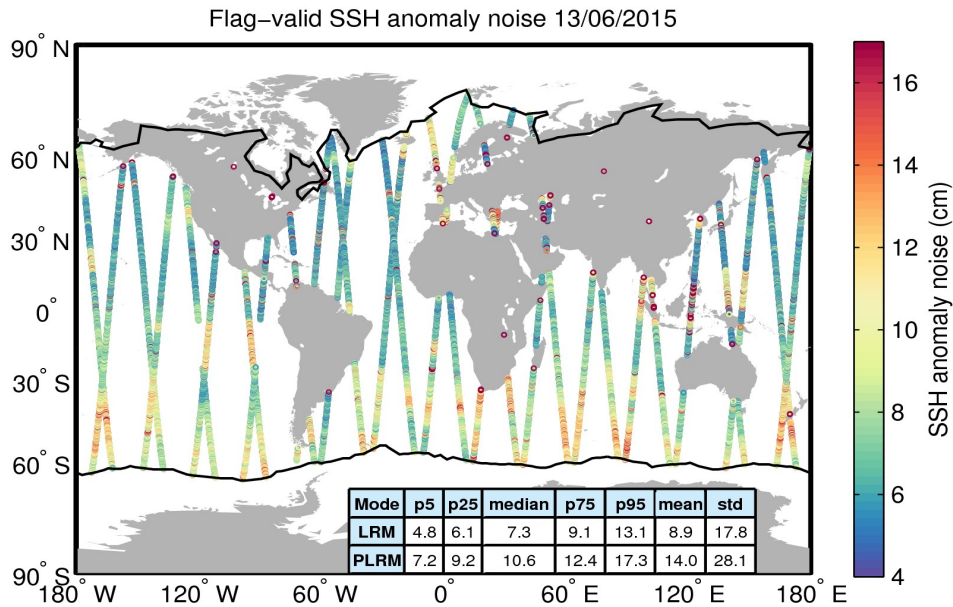 Flag−valid SSH anomaly noise 13/06/2015
90° N
60° N
30° N
0°
30° S
60° S
90° S
180° W 120° W 60° W 0° 60° E 120° E 180° E
Mode p5 p25 median p75 p95 mean std
LRM 4.8 6.1 7.3 9.1 13.1 8.9 17.8
PLRM 7.2 9.2 10.6 12.4 17.3 14.0 28.1
16
14
12
10
8
6
4
SSH anomaly noise (cm)